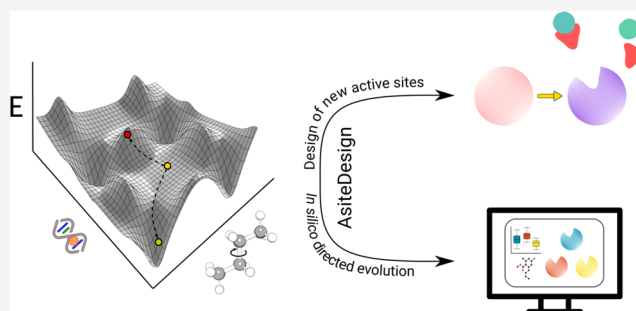 E
Design of new active sites
AsiteDesign
In silico directed evolution